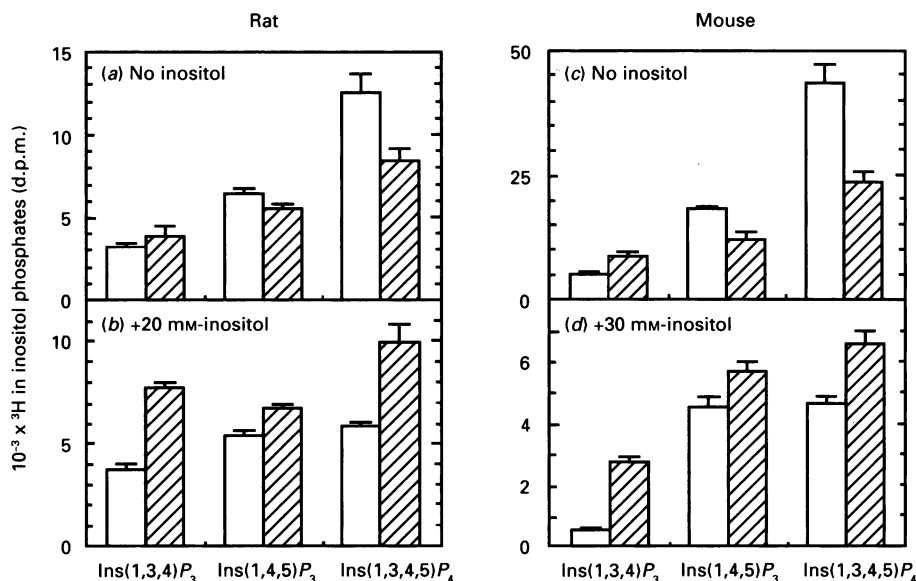 Rat
Mouse
10⁻³ x ³H in inositol phosphates (d.p.m.)
(a) No inositol
15
10
5
0
(b) +20 mM-inositol
10
5
0
Ins(1,3,4)P₃
Ins(1,4,5)P₃
Ins(1,3,4,5)P₄
(c) No inositol
50
25
0
(d) +30 mM-inositol
6
4
2
0
Ins(1,3,4)P₃
Ins(1,4,5)P₃
Ins(1,3,4,5)P₄